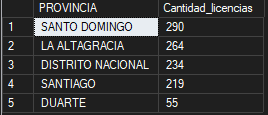 PROVINCIA Cantidad_licencias
1 SANTO DOMINGO 290
2 LA ALTAGRACIA 264
3 DISTRITO NACIONAL 234
4 SANTIAGO 219
5 DUARTE 55